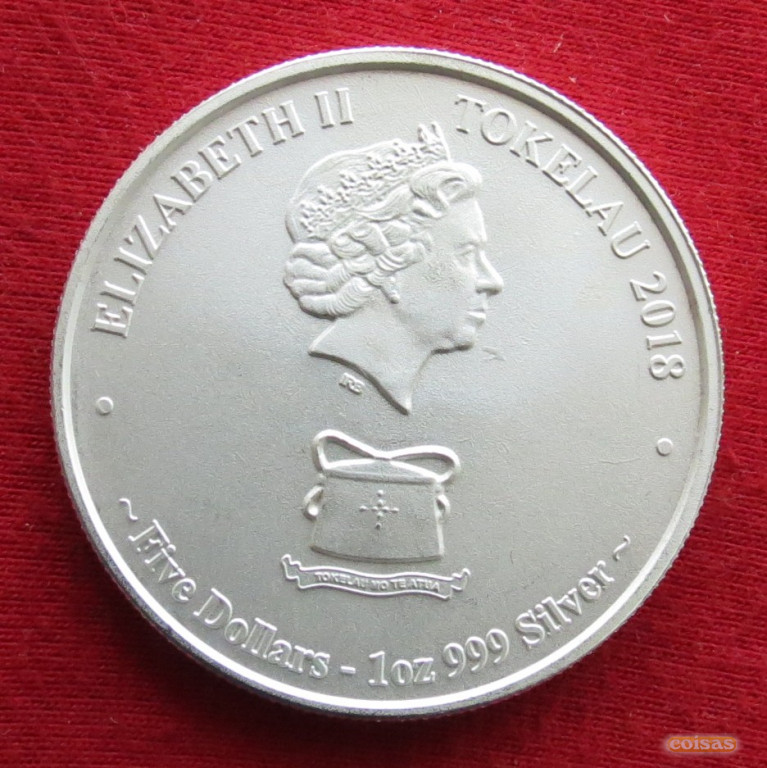 ELIZABETH II
TOKELAU 2018
IRB
TOKELAU MO TE ATUA
~ Five Dollars - 1oz 999 Silver ~
coisas